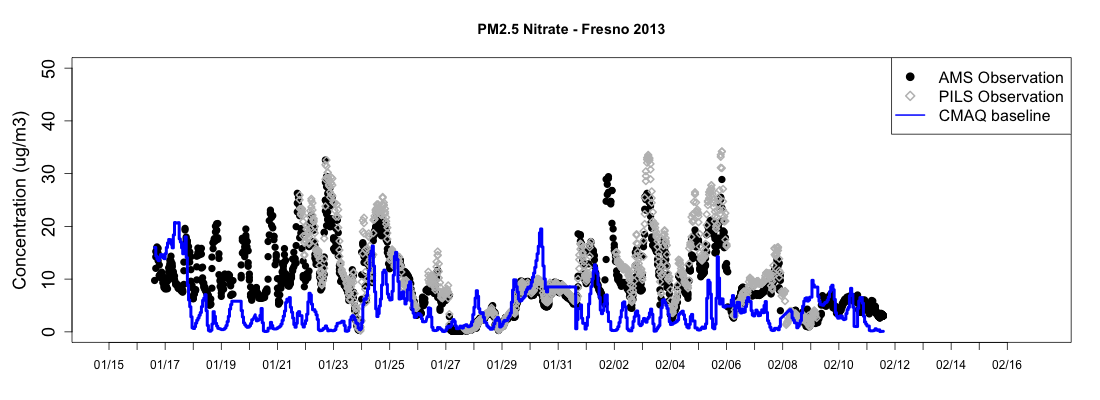 PM2.5 Nitrate - Fresno 2013
Concentration (ug/m3)
50
40
30
20
10
0
AMS Observation
PILS Observation
CMAQ baseline
01/15 01/17 01/19 01/21 01/23 01/25 01/27 01/29 01/31 02/02 02/04 02/06 02/08 02/10 02/12 02/14 02/16